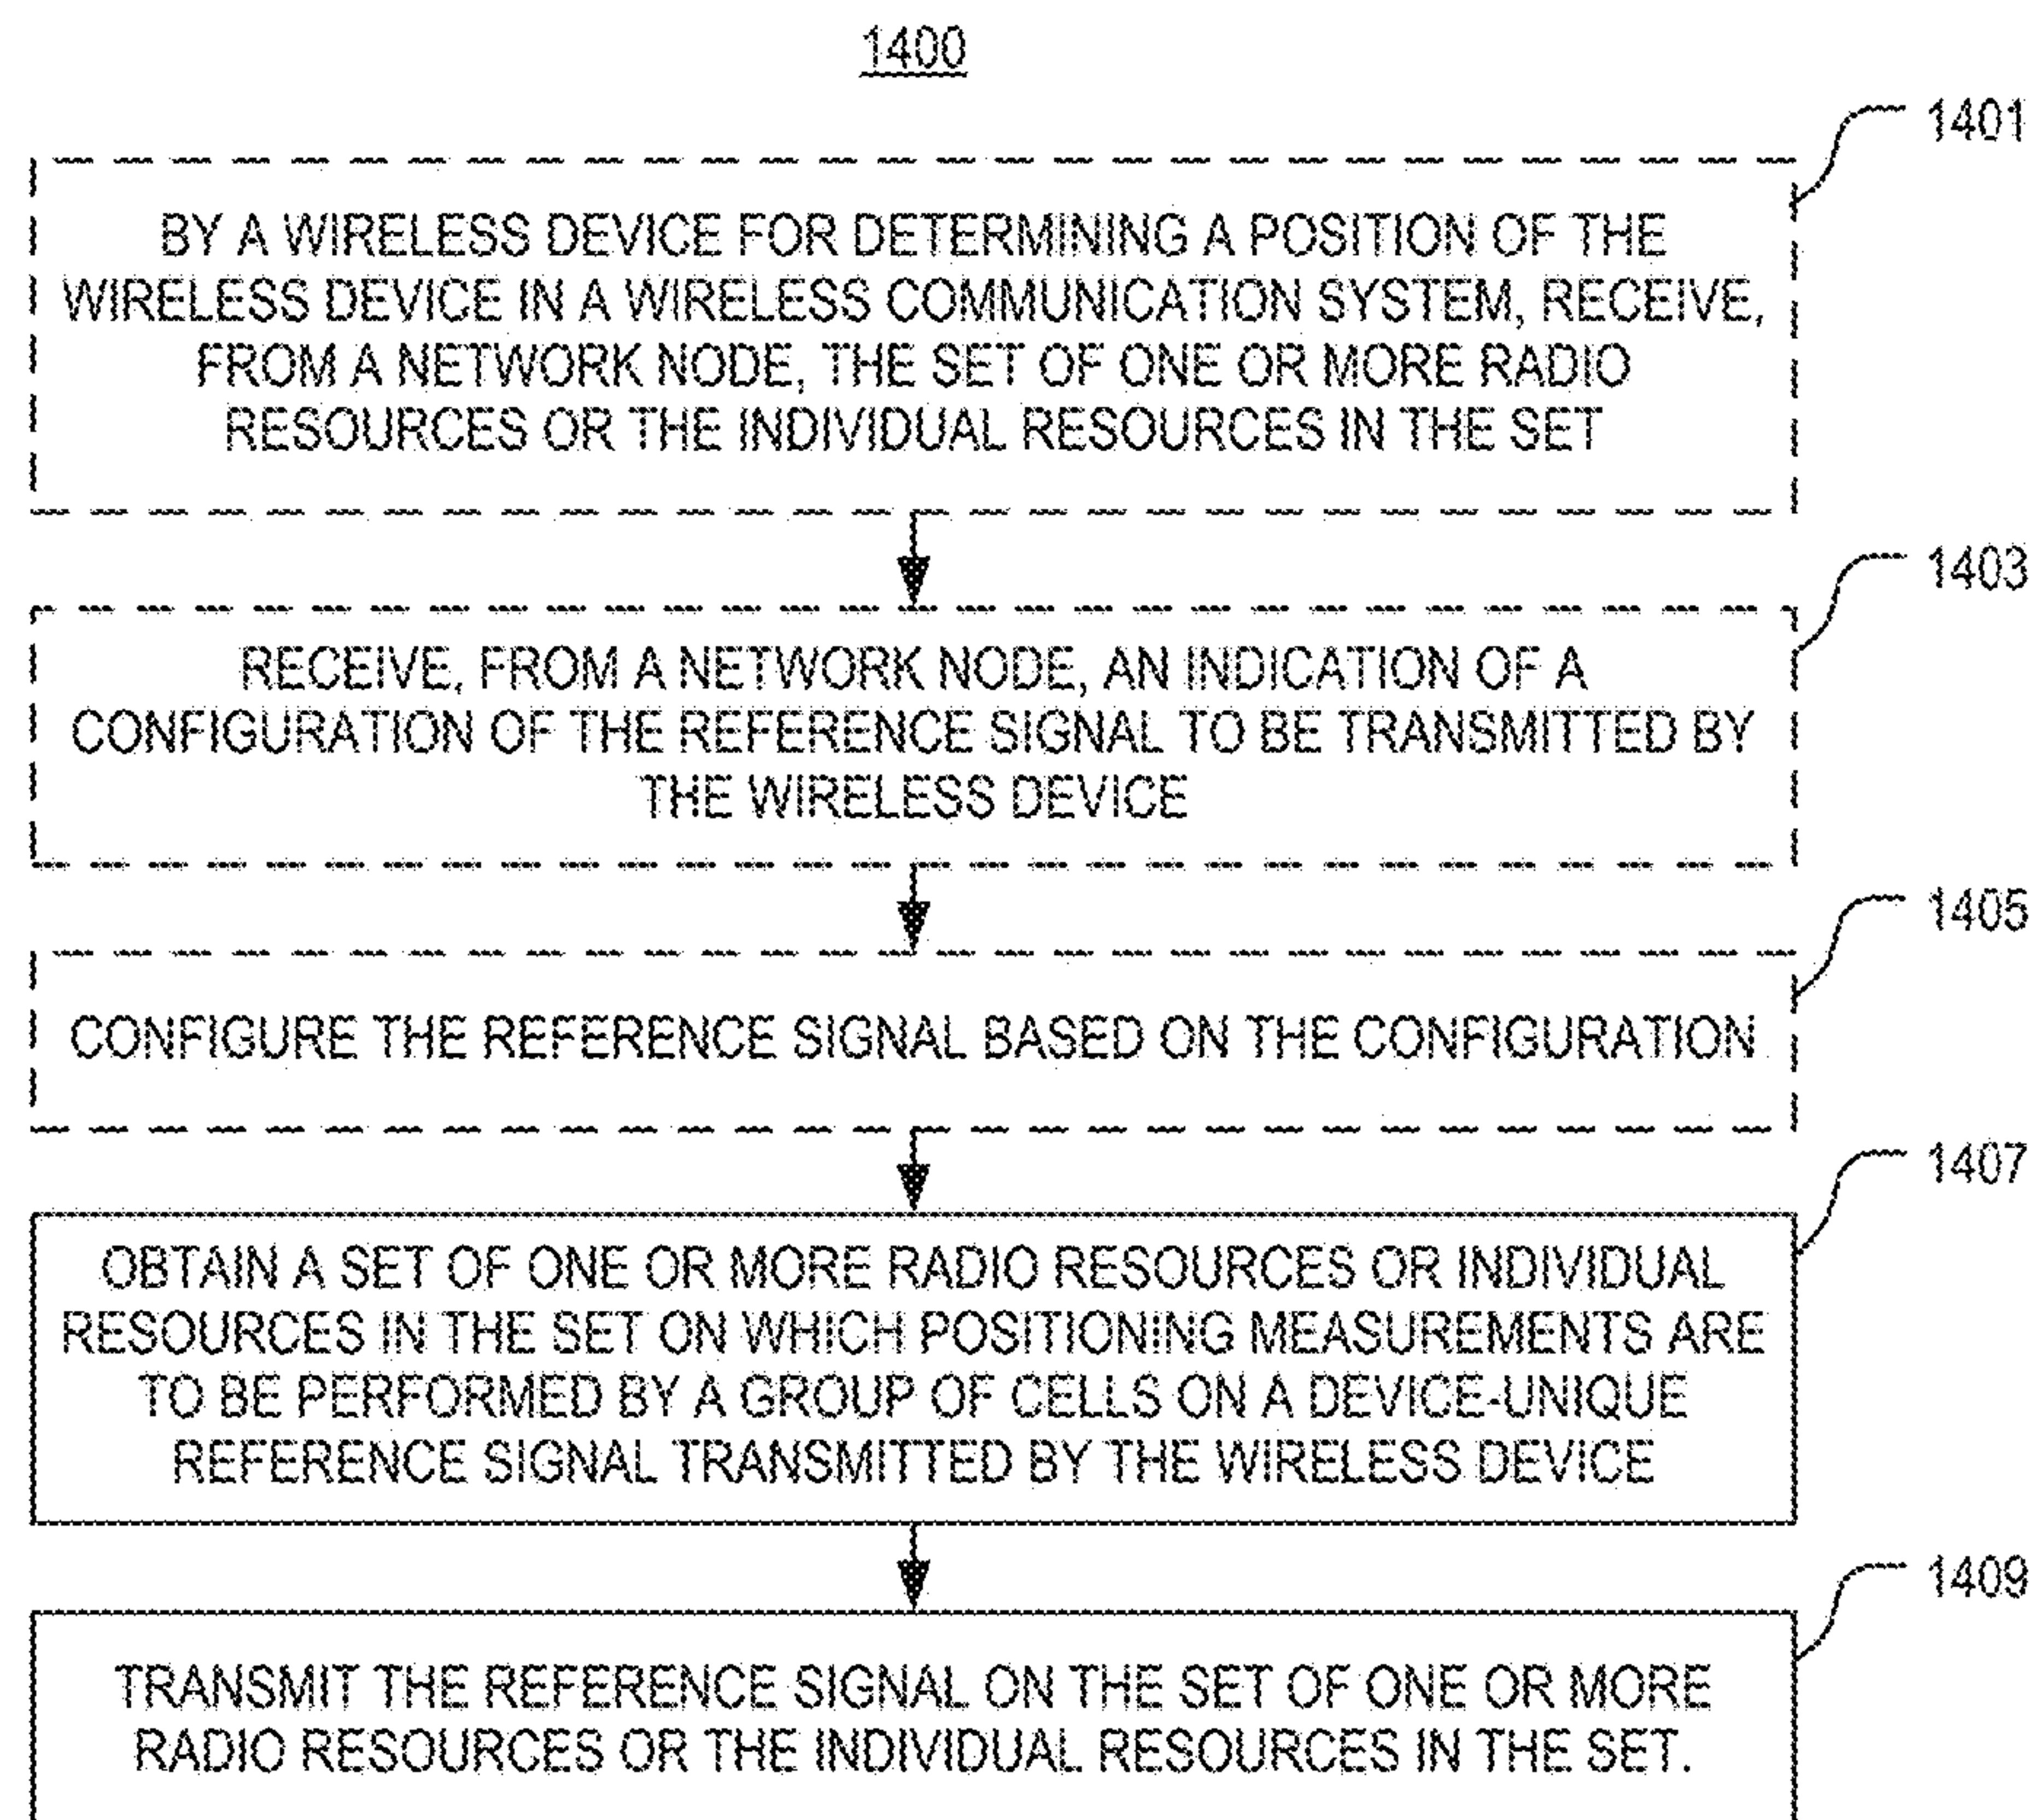 1400
1401
BY A WIRELESS DEVICE FOR DETERMINING A POSITION OF THE
WIRELESS DEVICE IN A WIRELESS COMMUNICATION SYSTEM, RECEIVE,
FROM A NETWORK NODE, THE SET OF ONE OR MORE RADIO
RESOURCES OR THE INDIVIDUAL RESOURCES IN THE SET
1403
RECEIVE, FROM A NETWORK NODE, AN INDICATION OF A
CONFIGURATION OF THE REFERENCE SIGNAL TO BE TRANSMITTED BY
THE WIRELESS DEVICE
1405
CONFIGURE THE REFERENCE SIGNAL BASED ON THE CONFIGURATION
1407
OBTAIN A SET OF ONE OR MORE RADIO RESOURCES OR INDIVIDUAL
RESOURCES IN THE SET ON WHICH POSITIONING MEASUREMENTS ARE
TO BE PERFORMED BY A GROUP OF CELLS ON A DEVICE-UNIQUE
REFERENCE SIGNAL TRANSMITTED BY THE WIRELESS DEVICE
1409
TRANSMIT THE REFERENCE SIGNAL ON THE SET OF ONE OR MORE
RADIO RESOURCES OR THE INDIVIDUAL RESOURCES IN THE SET.